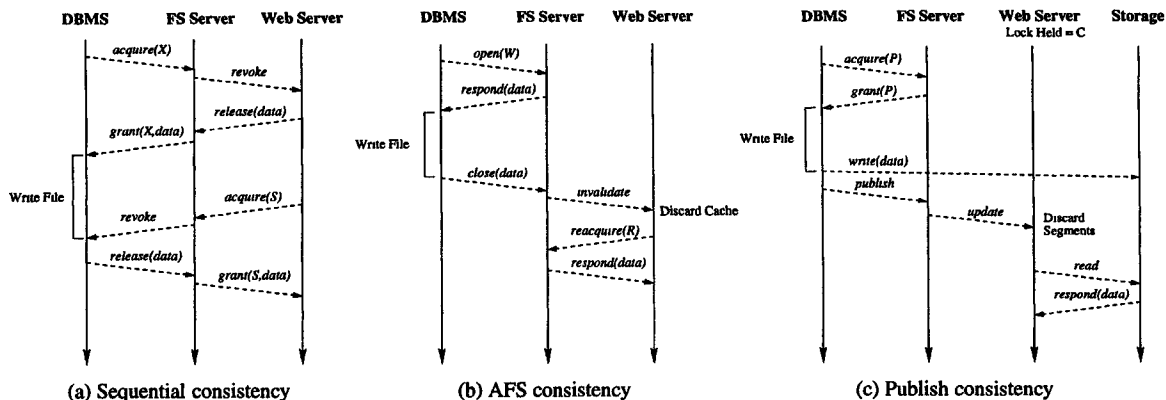 DBMS FS Server Web Server
acquire(X)
revoke
release(data)
grant(X,data)
Write File
acquire(S)
revoke
release(data)
grant(S,data)
(a) Sequential consistency
DBMS FS Server Web Server
open(W)
respond(data)
Write File
close(data)
invalidate
Discard Cache
reacquire(R)
respond(data)
(b) AFS consistency
DBMS FS Server Web Server Storage
Lock Held = C
acquire(P)
grant(P)
Write File
write(data)
publish
update
Discard
Segments
read
respond(data)
(c) Publish consistency